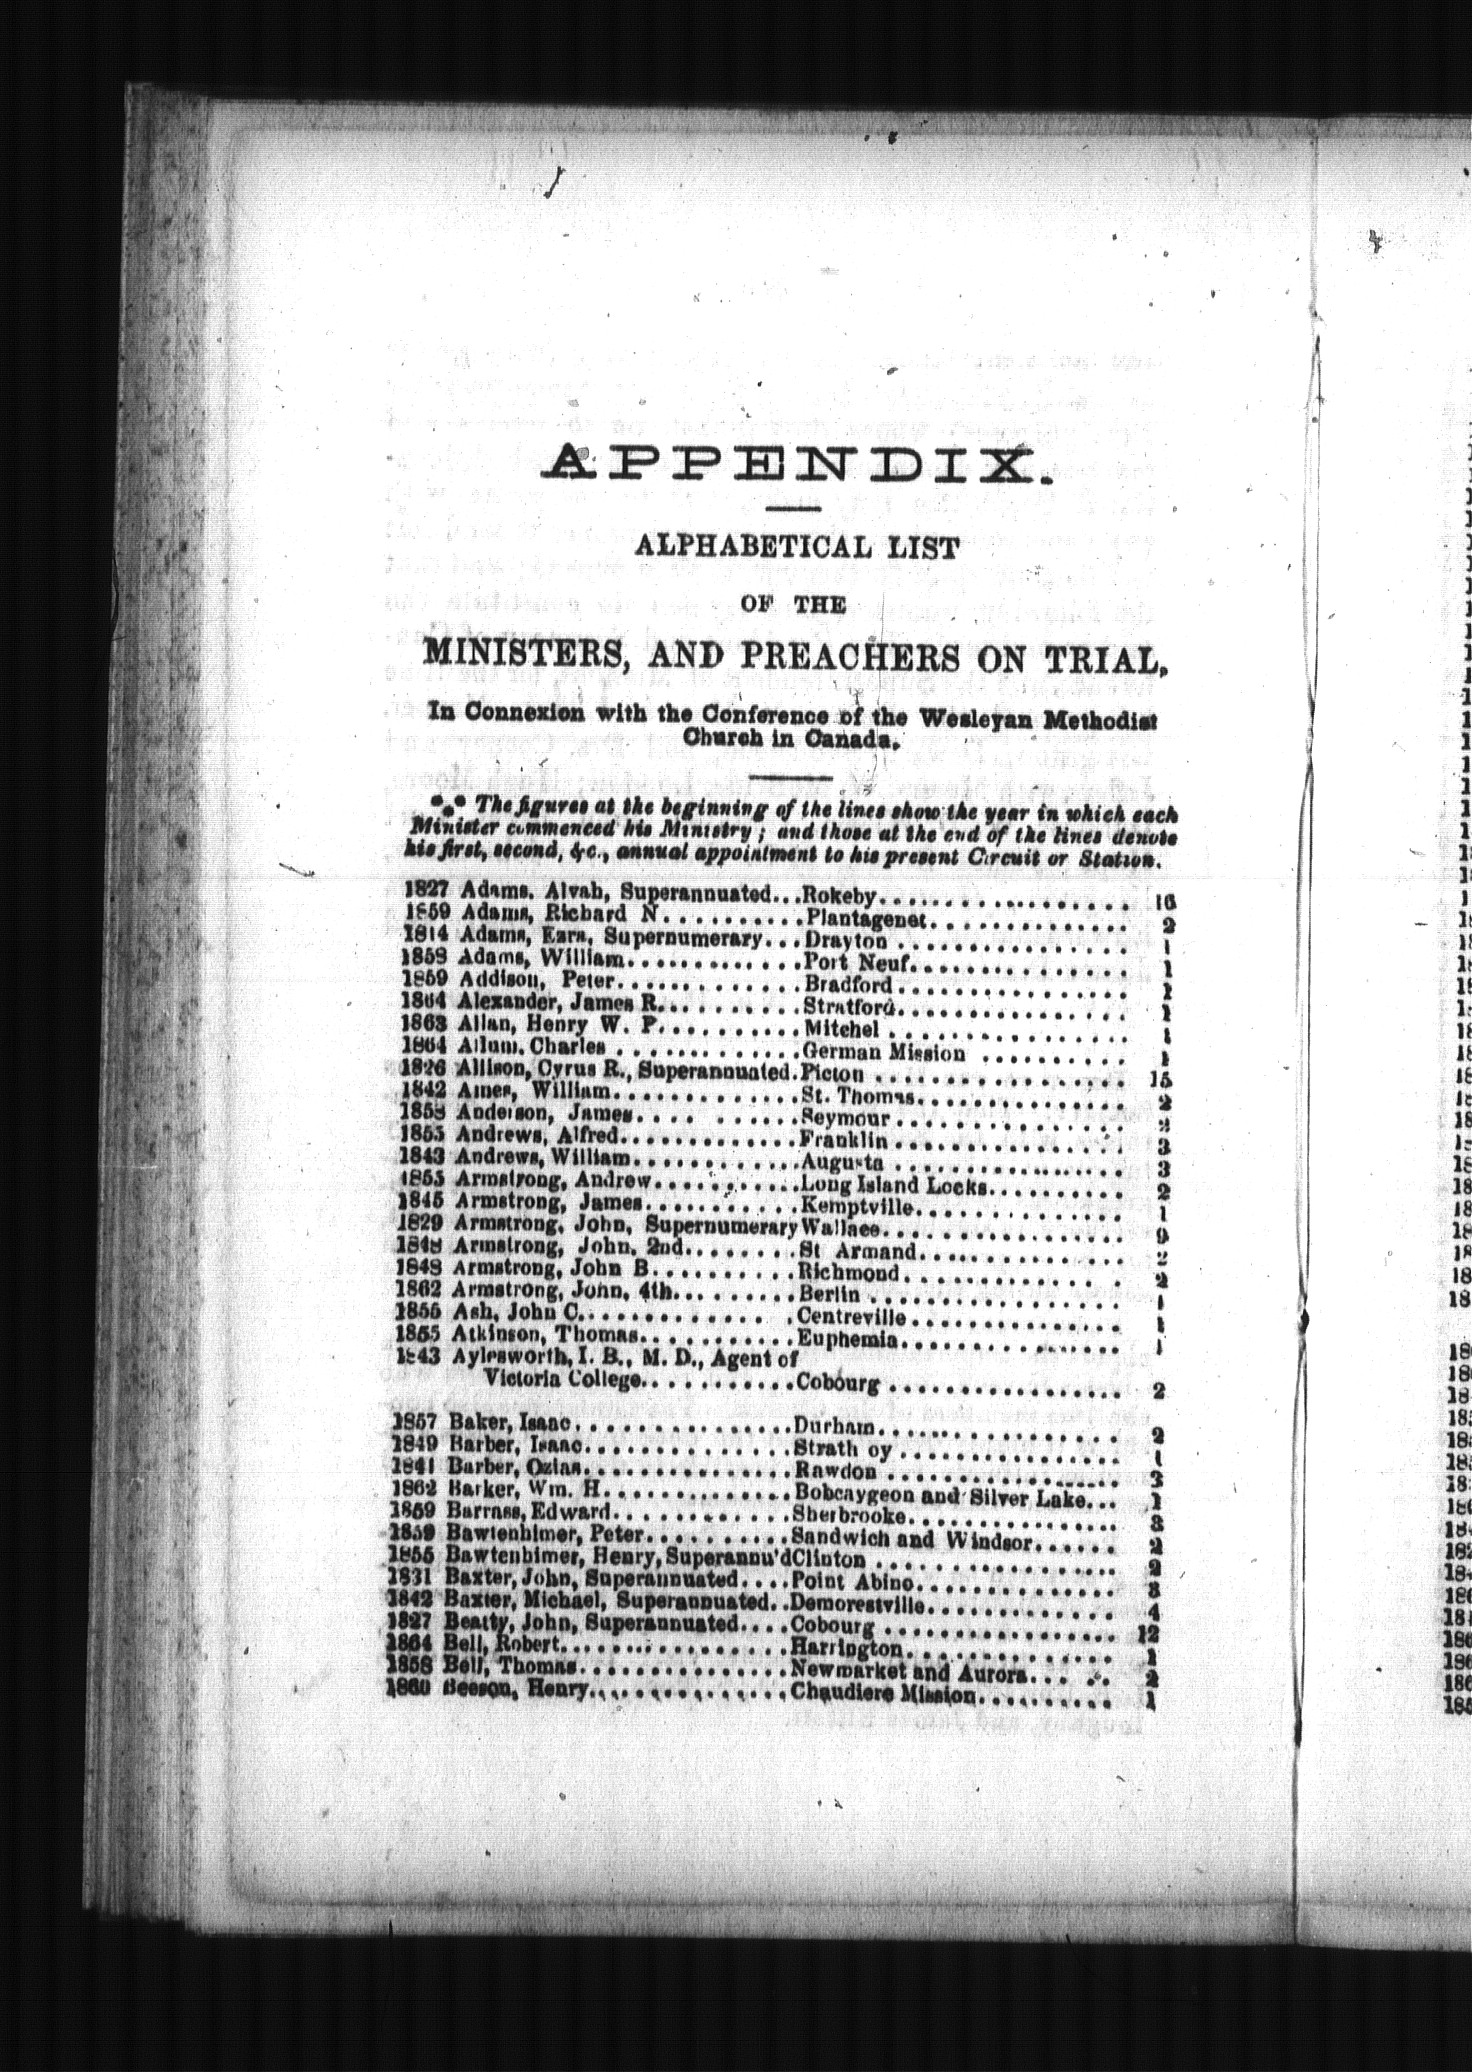 APPENDIX.
ALPHABETICAL LIST
OF THE
MINISTERS, AND PREACHERS ON TRIAL,
In Connexion with the Conference of the Wesleyan Methodist
Church in Canada.
*** The figures at the beginning of the lines show the year in which each
Minister commenced his Ministry; and those at the end of the lines denote
his first, second, &c., annual appointment to his present Circuit or Station.
1827 Adams, Alvah, Superannuated...Rokeby.................. 16
1859 Adams, Richard N..........Plantagenet.............. 2
1814 Adams, Ezra, Supernumerary...Drayton ................ 1
1858 Adams, William.............Port Neuf................ 1
1859 Addison, Peter.............Bradford ................ 1
1864 Alexander, James R..........Stratford................ 1
1863 Allan, Henry W. P..........Mitchel ................. 1
1864 Allum, Charles .............German Mission .......... 1
1826 Allison, Cyrus R., Superannuated.Picton .................. 15
1842 Ames, William.............St. Thomas............... 2
1858 Anderson, James.... ......Seymour ................. 2
1855 Andrews, Alfred.............Franklin ................ 3
1843 Andrews, William............Augusta ................. 3
1855 Armstrong, Andrew...........Long Island Locks.......... 2
1845 Armstrong, James...........Kemptville............... 1
1829 Armstrong, John, Supernumerary Wallace................. 9
1848 Armstrong, John, 2nd........St Armand............... 2
1848 Armstrong, John B..........Richmond.............. . 2
1862 Armstrong, John, 4th.........Berlin .................. 1
1855 Ash, John C............. .Centreville............... 1
1855 Atkinson, Thomas...........Euphemia................ 1
1843 Aylesworth, I. B., M. D., Agent of
Victoria College...........Cobourg ................. 2
1857 Baker, Isaac...............Durham.................. 2
1849 Barber, Isaac...............Strath oy ................ 1
1841 Barber, Ozias...............Rawdon ................. 3
1862 Barker, Wm. H.............Bobcaygeon and Silver Lake... 1
1859 Barrass, Edward.............Sherbrooke............... 3
1859 Bawtenhimer, Peter..........Sandwich and Windsor...... 2
1855 Bawtenhimer, Henry, Superannu'd Clinton ................. 2
1831 Baxter, John, Superannuated....Point Abino.............. 3
1842 Baxter, Michael, Superannuated..Demorestville............. 4
1827 Beatty, John, Superannuated....Cobourg ................. 12
1864 Bell, Robert................Harrington............... 1
1858 Bell, Thomas...............Newmarket and Aurora... .. 2
1860 Beeson, Henry..............Chaudiere Mission.......... 1